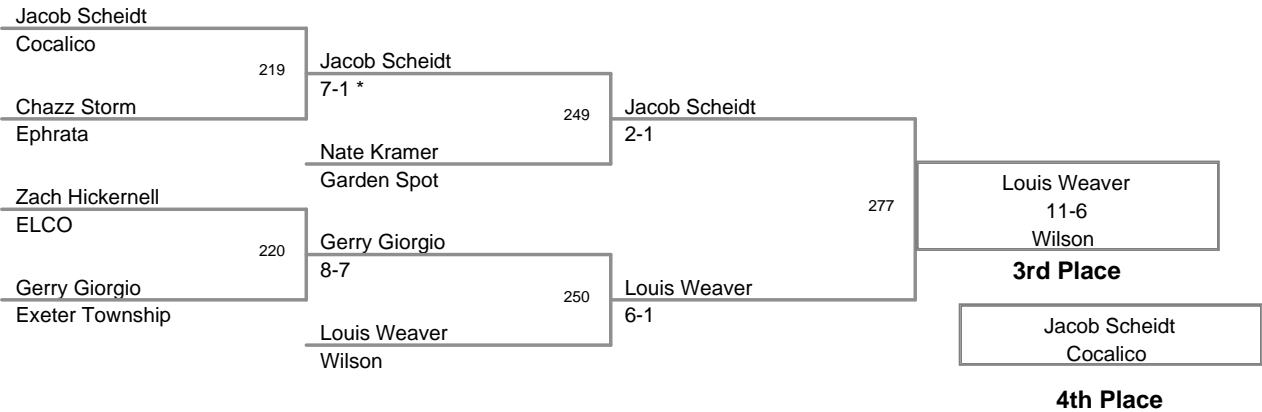 Jacob Scheidt
Cocalico
219
Jacob Scheidt
7-1 *
Chazz Storm
Ephrata
249
Jacob Scheidt
2-1
Nate Kramer
Garden Spot
Zach Hickernell
ELCO
220
Gerry Giorgio
8-7
Gerry Giorgio
Exeter Township
250
Louis Weaver
6-1
Louis Weaver
Wilson
277
Louis Weaver
11-6
Wilson
3rd Place
Jacob Scheidt
Cocalico
4th Place